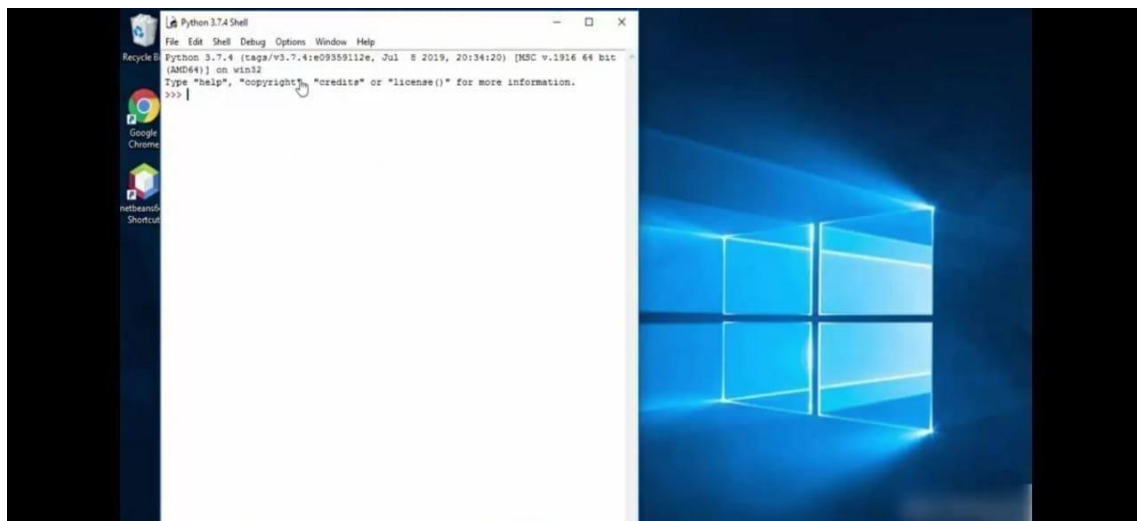 Python 3.7.4 Shell
File Edit Shell Debug Options Window Help
Python 3.7.4 (tags/v3.7.4:e09359112e, Jul 8 2019, 20:34:20) [MSC v.1916 64 bit
(AMD64)] on win32
Type "help", "copyright", "credits" or "license()" for more information.
>>>
Recycle Bi
Google
Chrome
netbeans6
Shortcut